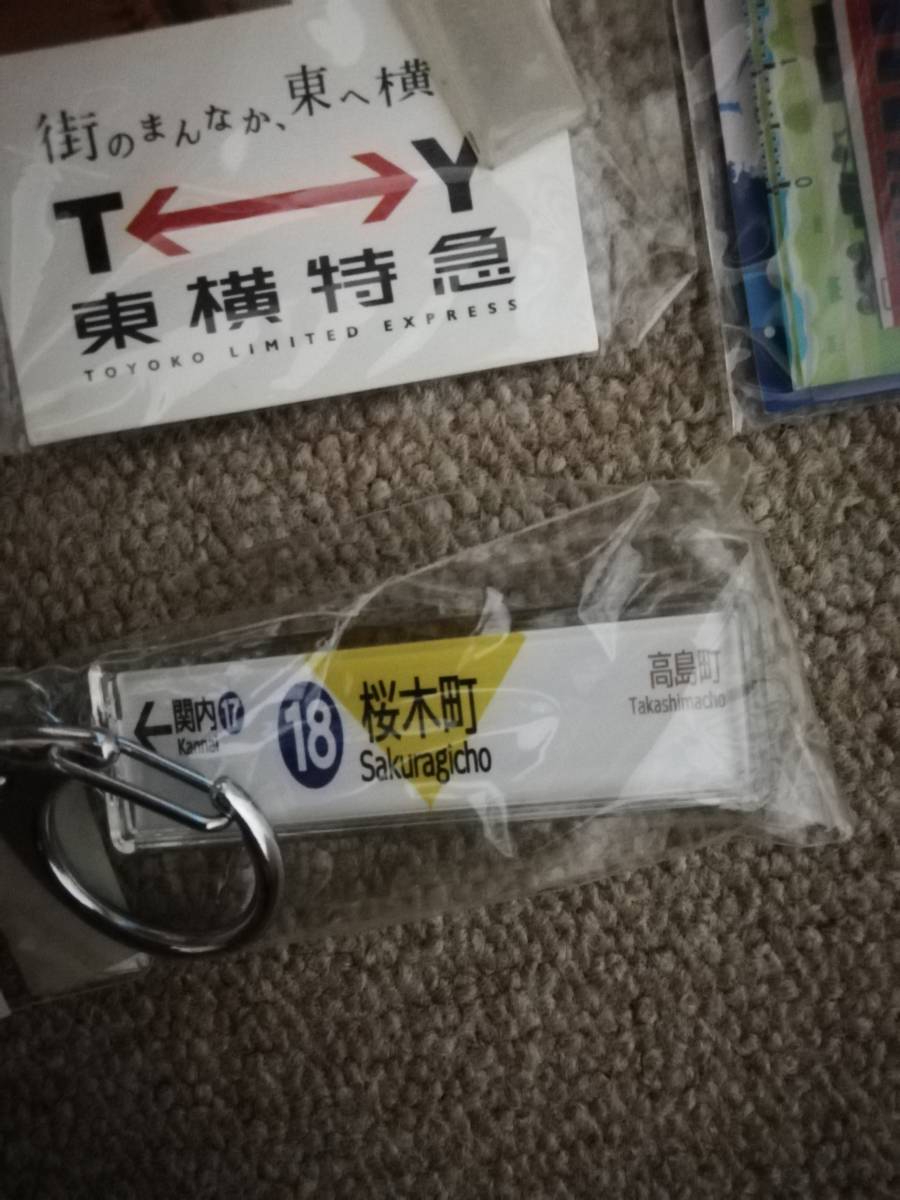 街のまんなか、東へ横
T Y
東横特急
TOYOKO LIMITED EXPRESS
関内 17
Kannai
18
桜木町
Sakuragicho
高島町
Takashimacho